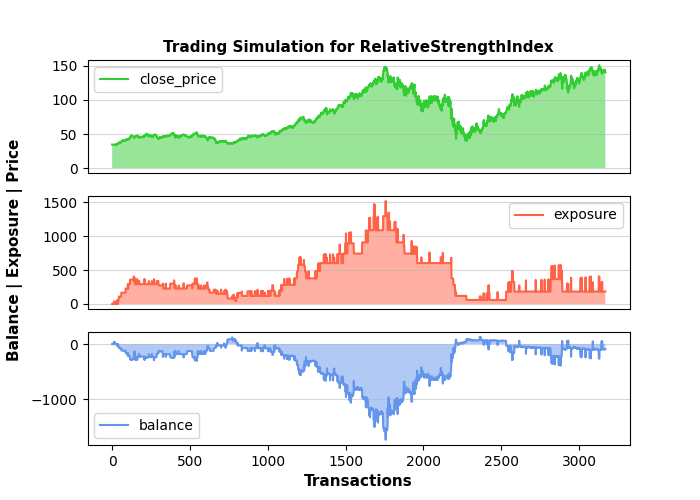 Trading Simulation for RelativeStrengthIndex
150
100
50
0
close_price
1500
1000
500
0
exposure
0
−1000
balance
0
500
1000
1500
2000
2500
3000
Transactions
Balance | Exposure | Price